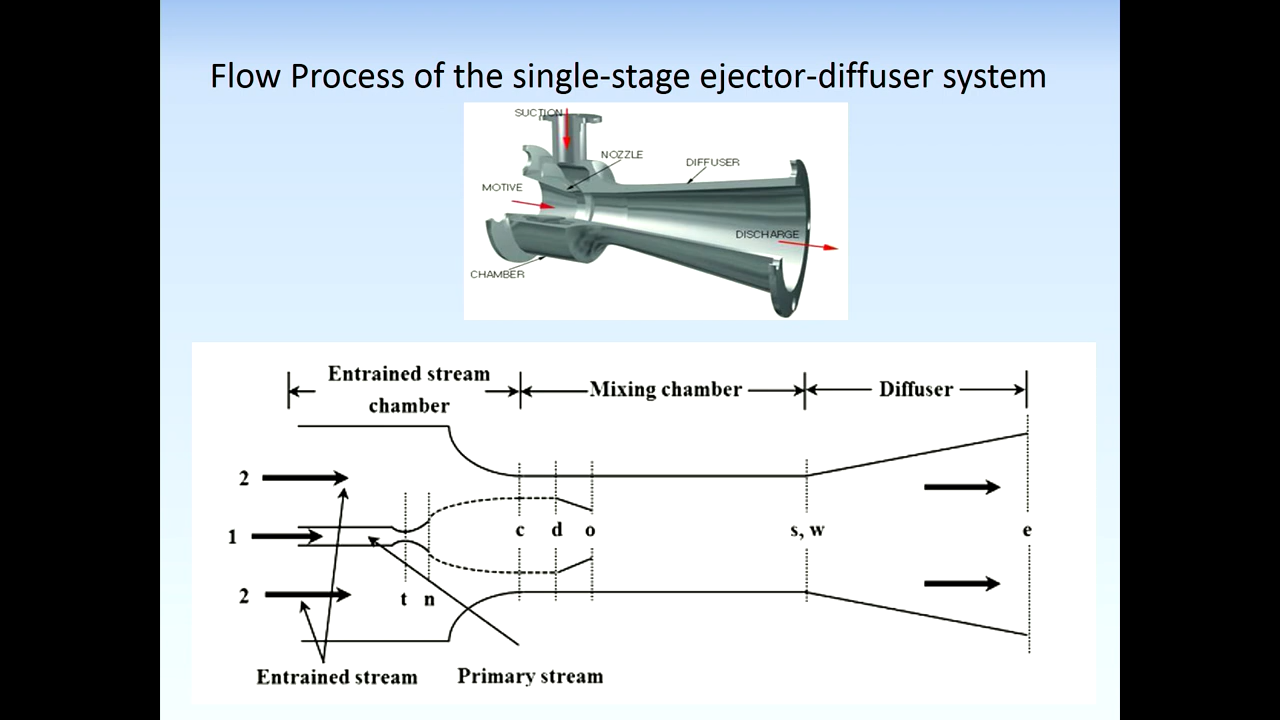 Flow Process of the single-stage ejector-diffuser system
SUCTION
NOZZLE
DIFFUSER
MOTIVE
DISCHARGE
CHAMBER
Entrained stream
chamber
Mixing chamber
Diffuser
2
1
2
c d o
s, w
e
t n
Entrained stream
Primary stream